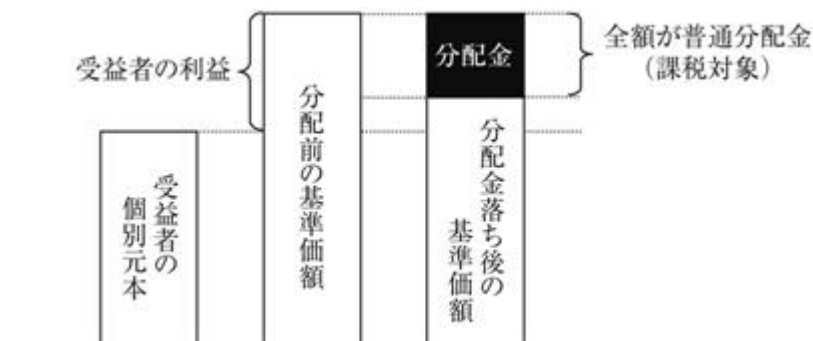 受益者の利益
受益者の
個別元本
分配前の基準価額
分配金
分配金落ち後の
基準価額
全額が普通分配金
（課税対象）